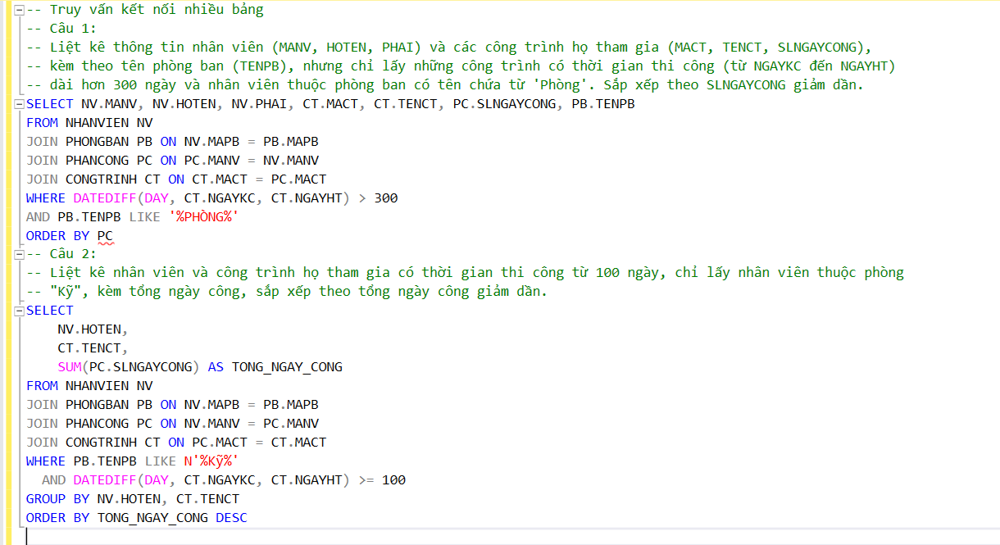 -- Truy vấn kết nối nhiều bảng
-- Câu 1:
-- Liệt kê thông tin nhân viên (MANV, HOTEN, PHAI) và các công trình họ tham gia (MACT, TENCT, SLNGAYCONG),
-- kèm theo tên phòng ban (TENPB), nhưng chỉ lấy những công trình có thời gian thi công (từ NGAYKC đến NGAYHT)
-- dài hơn 300 ngày và nhân viên thuộc phòng ban có tên chứa từ 'Phòng'. Sắp xếp theo SLNGAYCONG giảm dần.
SELECT NV.MANV, NV.HOTEN, NV.PHAI, CT.MACT, CT.TENCT, PC.SLNGAYCONG, PB.TENPB
FROM NHANVIEN NV
JOIN PHONGBAN PB ON NV.MAPB = PB.MAPB
JOIN PHANCONG PC ON PC.MANV = NV.MANV
JOIN CONGTRINH CT ON CT.MACT = PC.MACT
WHERE DATEDIFF(DAY, CT.NGAYKC, CT.NGAYHT) > 300
AND PB.TENPB LIKE '%PHÒNG%'
ORDER BY PC
-- Câu 2:
-- Liệt kê nhân viên và công trình họ tham gia có thời gian thi công từ 100 ngày, chỉ lấy nhân viên thuộc phòng
-- "Kỹ", kèm tổng ngày công, sắp xếp theo tổng ngày công giảm dần.
SELECT
    NV.HOTEN,
    CT.TENCT,
    SUM(PC.SLNGAYCONG) AS TONG_NGAY_CONG
FROM NHANVIEN NV
JOIN PHONGBAN PB ON NV.MAPB = PB.MAPB
JOIN PHANCONG PC ON NV.MANV = PC.MANV
JOIN CONGTRINH CT ON PC.MACT = CT.MACT
WHERE PB.TENPB LIKE N'%Kỹ%'
  AND DATEDIFF(DAY, CT.NGAYKC, CT.NGAYHT) >= 100
GROUP BY NV.HOTEN, CT.TENCT
ORDER BY TONG_NGAY_CONG DESC